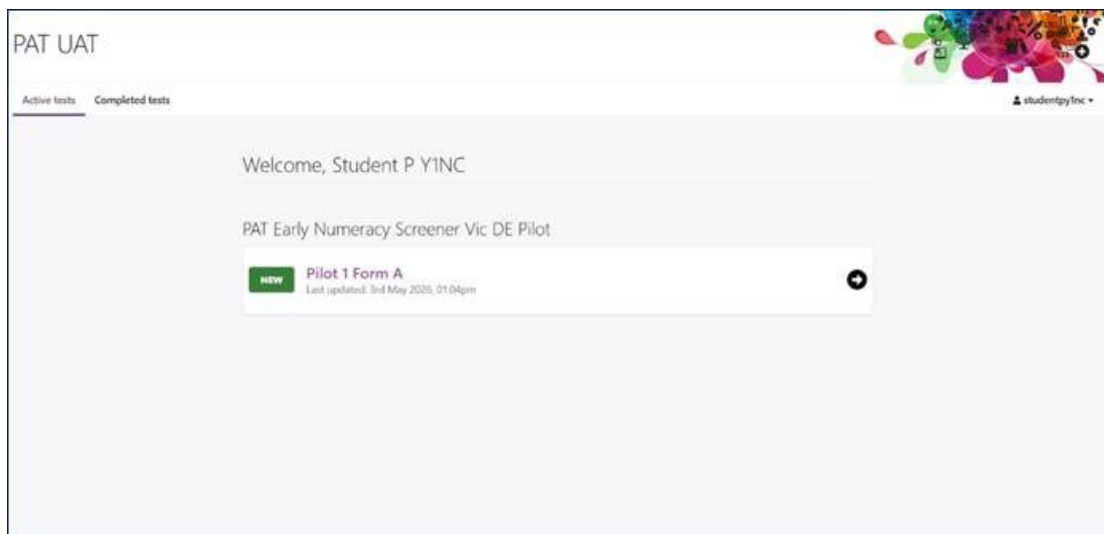 PAT UAT
Active tests Completed tests
studentpy1nc
Welcome, Student P Y1NC
PAT Early Numeracy Screener Vic DE Pilot
NEW
Pilot 1 Form A
Last updated: 3rd May 2026, 01:04pm